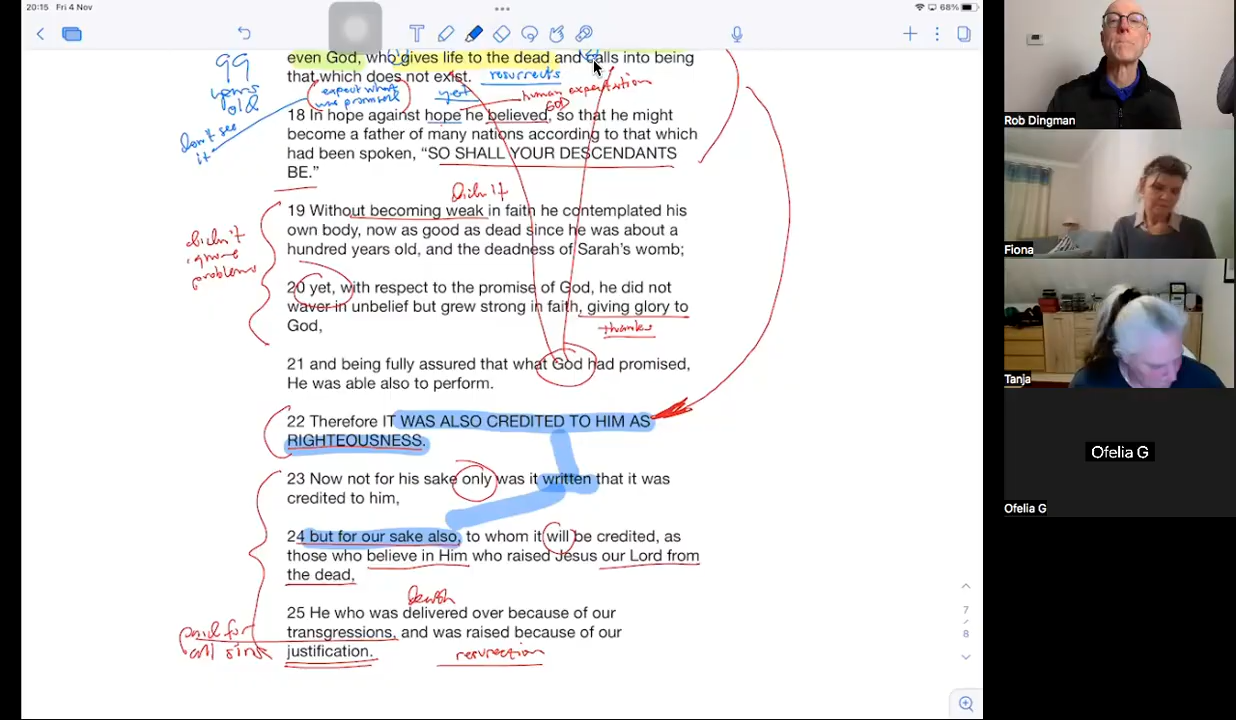 20:15 Fri 4 Nov
68%
even God, who gives life to the dead and calls into being
that which does not exist.
resurrects
yet
99
years
old
expect what
was promised
human expectation
don't see
it
God
18 In hope against hope he believed, so that he might
become a father of many nations according to that which
had been spoken, “SO SHALL YOUR DESCENDANTS
BE.”
Didn't
19 Without becoming weak in faith he contemplated his
own body, now as good as dead since he was about a
hundred years old, and the deadness of Sarah's womb;
didn't
ignore
problems
20 yet, with respect to the promise of God, he did not
waver in unbelief but grew strong in faith, giving glory to
God,
thanks
21 and being fully assured that what God had promised,
He was able also to perform.
22 Therefore IT WAS ALSO CREDITED TO HIM AS
RIGHTEOUSNESS.
23 Now not for his sake only was it written that it was
credited to him,
24 but for our sake also, to whom it will be credited, as
those who believe in Him who raised Jesus our Lord from
the dead,
death
25 He who was delivered over because of our
transgressions, and was raised because of our
justification.
paid for
all sins
resurrection
7
8
Rob Dingman
Fiona
Tanja
Ofelia G
Ofelia G